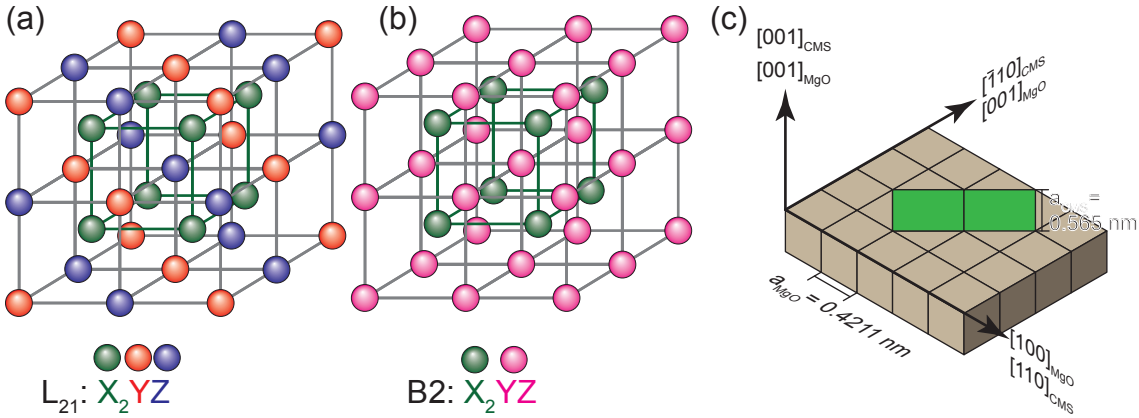 (a)
(b)
(c)
[001]CMS
[001]MgO
[1̄10]CMS
[001]MgO
aCMS =
0.565 nm
aMgO = 0.4211 nm
[100]MgO
[110]CMS
L21: X2YZ
B2: X2YZ